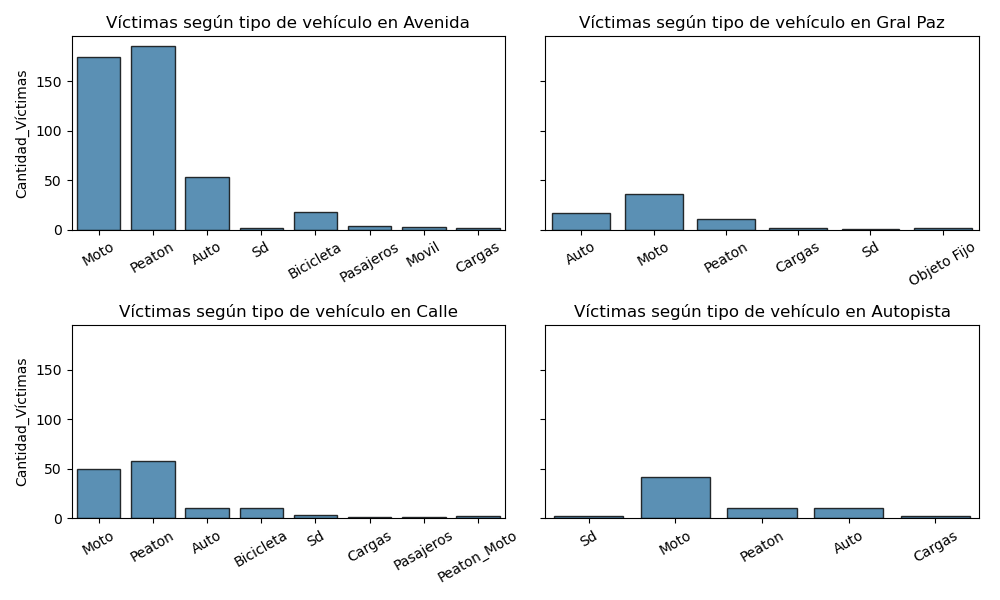 Víctimas según tipo de vehículo en Avenida
Cantidad_Víctimas
150
100
50
0
Moto Peaton Auto Sd Bicicleta Pasajeros Movil Cargas
Víctimas según tipo de vehículo en Gral Paz
Auto Moto Peaton Cargas Sd Objeto Fijo
Víctimas según tipo de vehículo en Calle
Cantidad_Víctimas
150
100
50
0
Moto Peaton Auto Bicicleta Sd Cargas Pasajeros Peaton_Moto
Víctimas según tipo de vehículo en Autopista
Sd Moto Peaton Auto Cargas